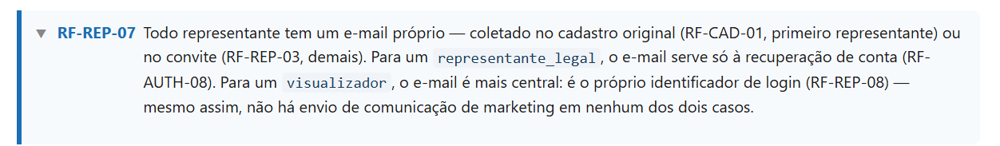 ▼ RF-REP-07 Todo representante tem um e-mail próprio — coletado no cadastro original (RF-CAD-01, primeiro representante) ou
no convite (RF-REP-03, demais). Para um representante_legal, o e-mail serve só à recuperação de conta (RF-
AUTH-08). Para um visualizador, o e-mail é mais central: é o próprio identificador de login (RF-REP-08) —
mesmo assim, não há envio de comunicação de marketing em nenhum dos dois casos.